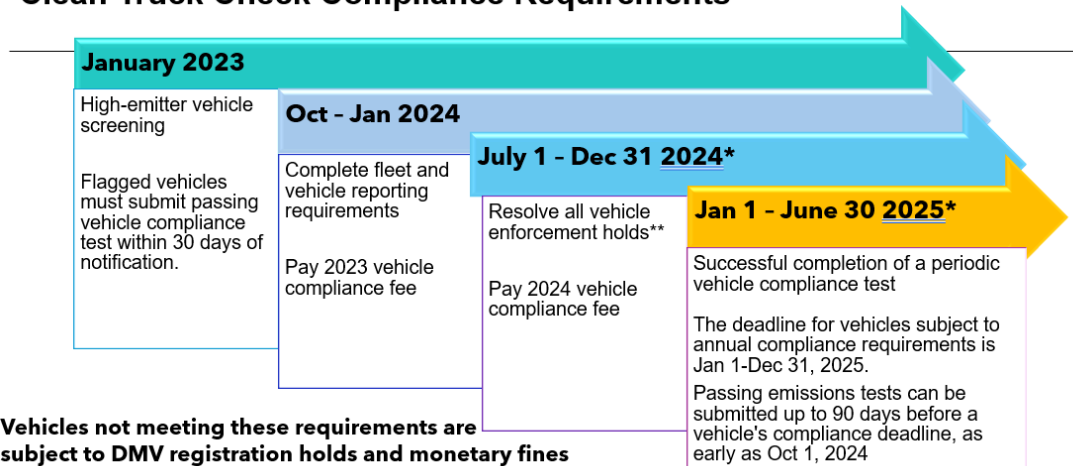 Clean Truck Check Compliance Requirements
January 2023
High-emitter vehicle
screening
Flagged vehicles
must submit passing
vehicle compliance
test within 30 days of
notification.
Oct – Jan 2024
Complete fleet and
vehicle reporting
requirements
Pay 2023 vehicle
compliance fee
July 1 – Dec 31 2024*
Resolve all vehicle
enforcement holds**
Pay 2024 vehicle
compliance fee
Jan 1 – June 30 2025*
Successful completion of a periodic
vehicle compliance test
The deadline for vehicles subject to
annual compliance requirements is
Jan 1-Dec 31, 2025.
Passing emissions tests can be
submitted up to 90 days before a
vehicle's compliance deadline, as
early as Oct 1, 2024
Vehicles not meeting these requirements are
subject to DMV registration holds and monetary fines